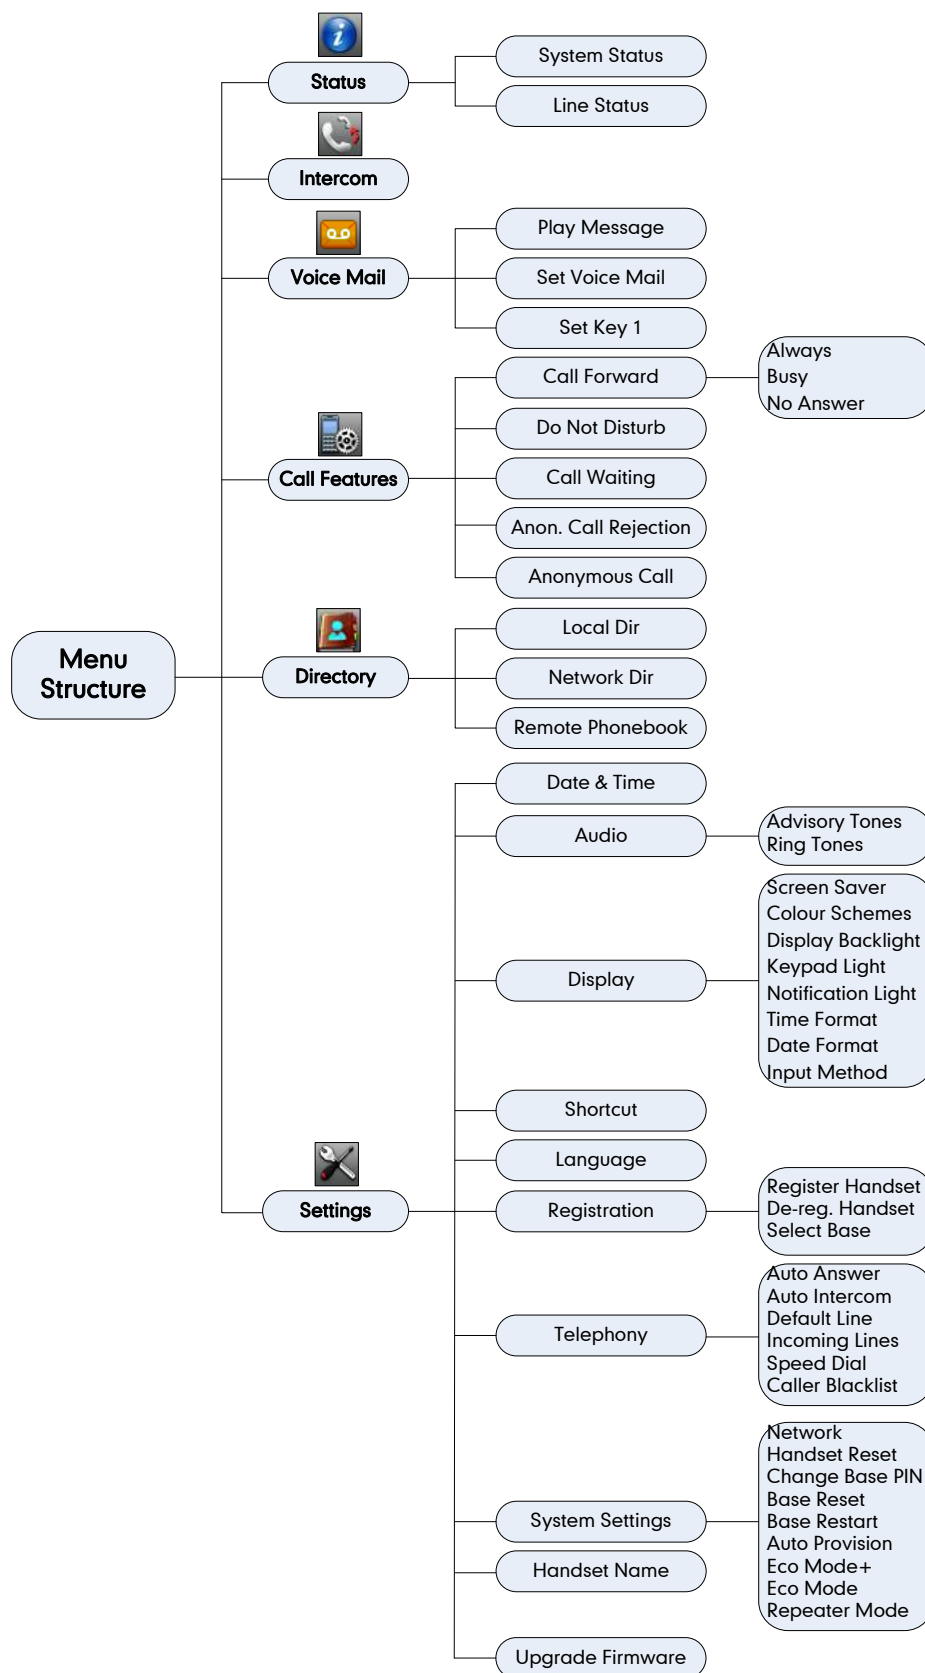 Menu
Structure
Status
System Status
Line Status
Intercom
Voice Mail
Play Message
Set Voice Mail
Set Key 1
Call Features
Call Forward
Always
Busy
No Answer
Do Not Disturb
Call Waiting
Anon. Call Rejection
Anonymous Call
Directory
Local Dir
Network Dir
Remote Phonebook
Settings
Date & Time
Audio
Advisory Tones
Ring Tones
Display
Screen Saver
Colour Schemes
Display Backlight
Keypad Light
Notification Light
Time Format
Date Format
Input Method
Shortcut
Language
Registration
Register Handset
De-reg. Handset
Select Base
Telephony
Auto Answer
Auto Intercom
Default Line
Incoming Lines
Speed Dial
Caller Blacklist
System Settings
Network
Handset Reset
Change Base PIN
Base Reset
Base Restart
Auto Provision
Eco Mode+
Eco Mode
Repeater Mode
Handset Name
Upgrade Firmware